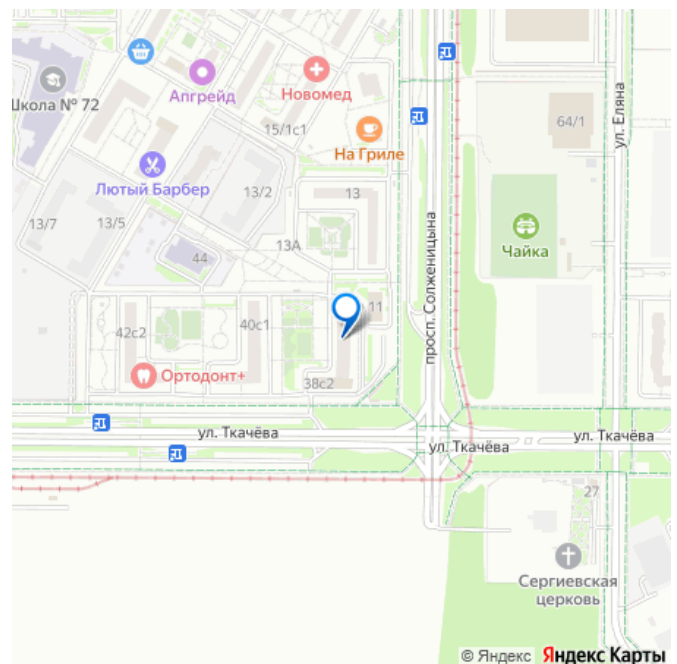 Школа № 72
Апгрейд
Новомед
15/1с1
На Гриле
64/1
ул. Еляна
Лютый Барбер
13/2
13
13/7
13/5
13А
44
просп. Солженицына
Чайка
11
42с2
40с1
Ортодонт+
38с2
ул. Ткачёва
ул. Ткачёва
ул. Ткачёва
27
Сергиевская
церковь
© Яндекс Яндекс Карты